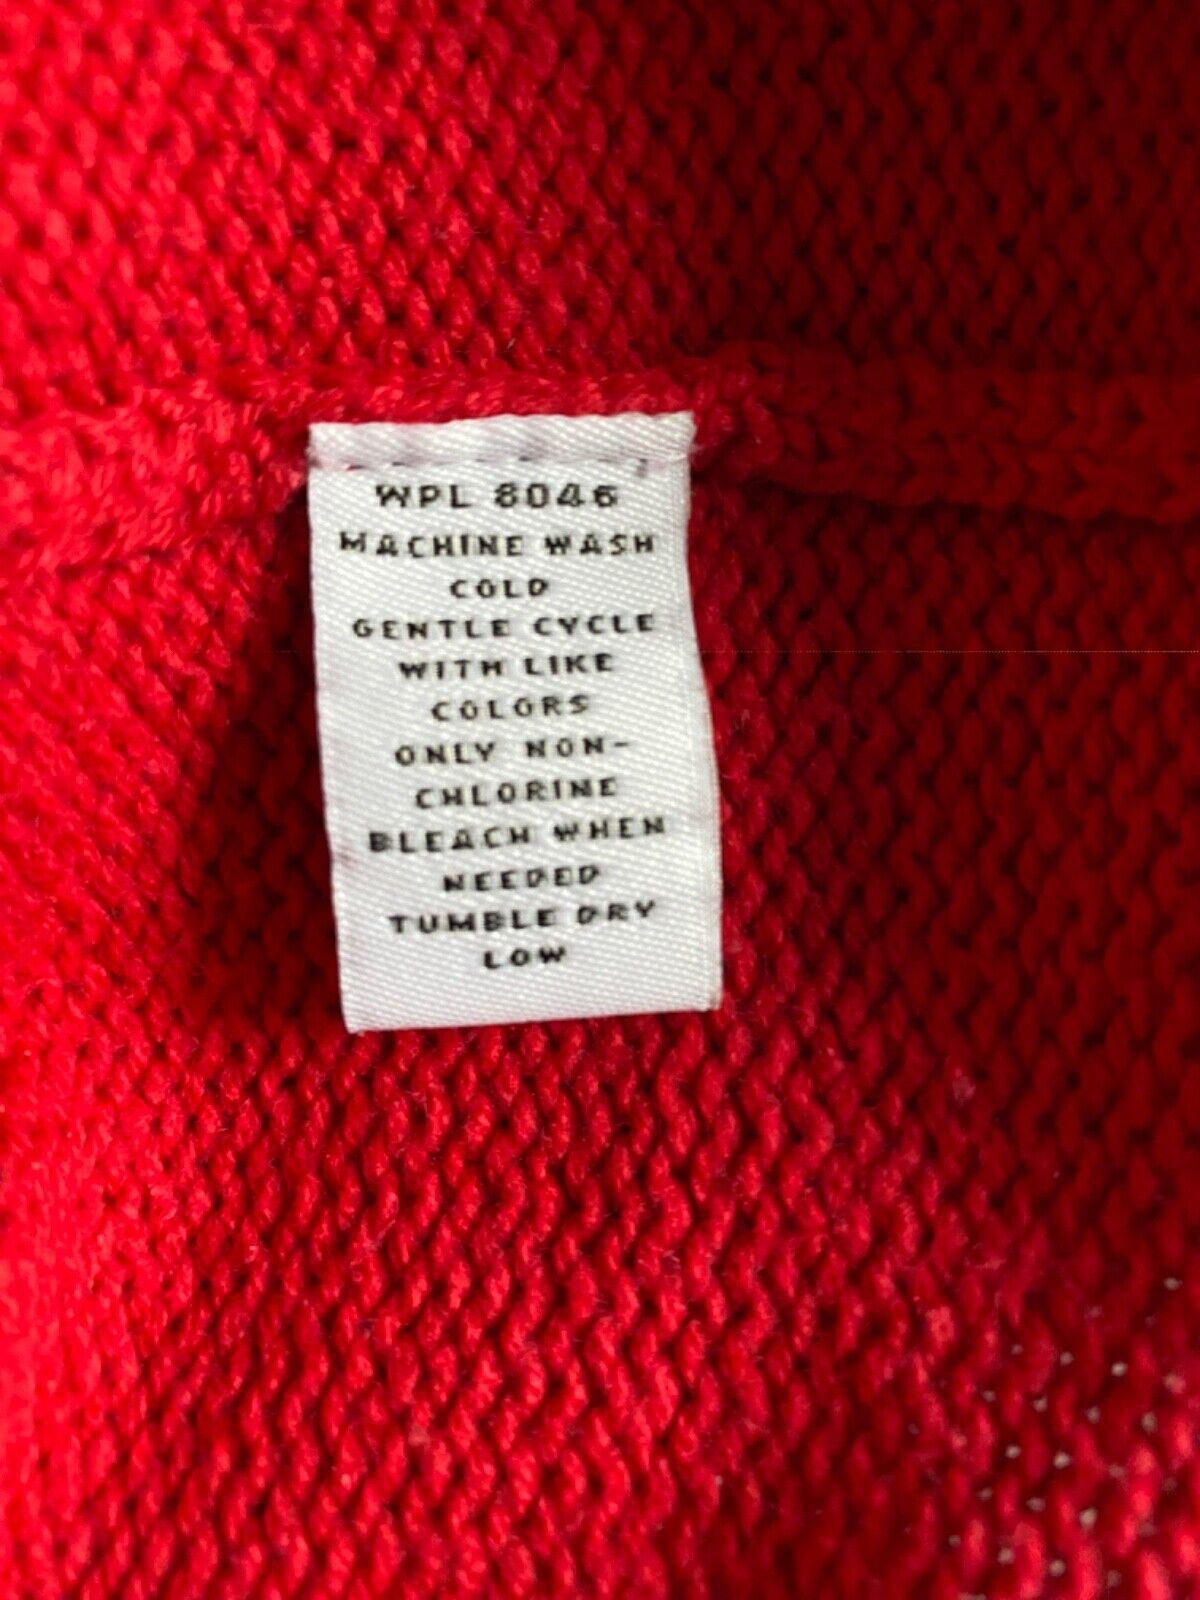 WPL 8046
MACHINE WASH
COLD
GENTLE CYCLE
WITH LIKE
COLORS
ONLY NON-
CHLORINE
BLEACH WHEN
NEEDED
TUMBLE DRY
LOW